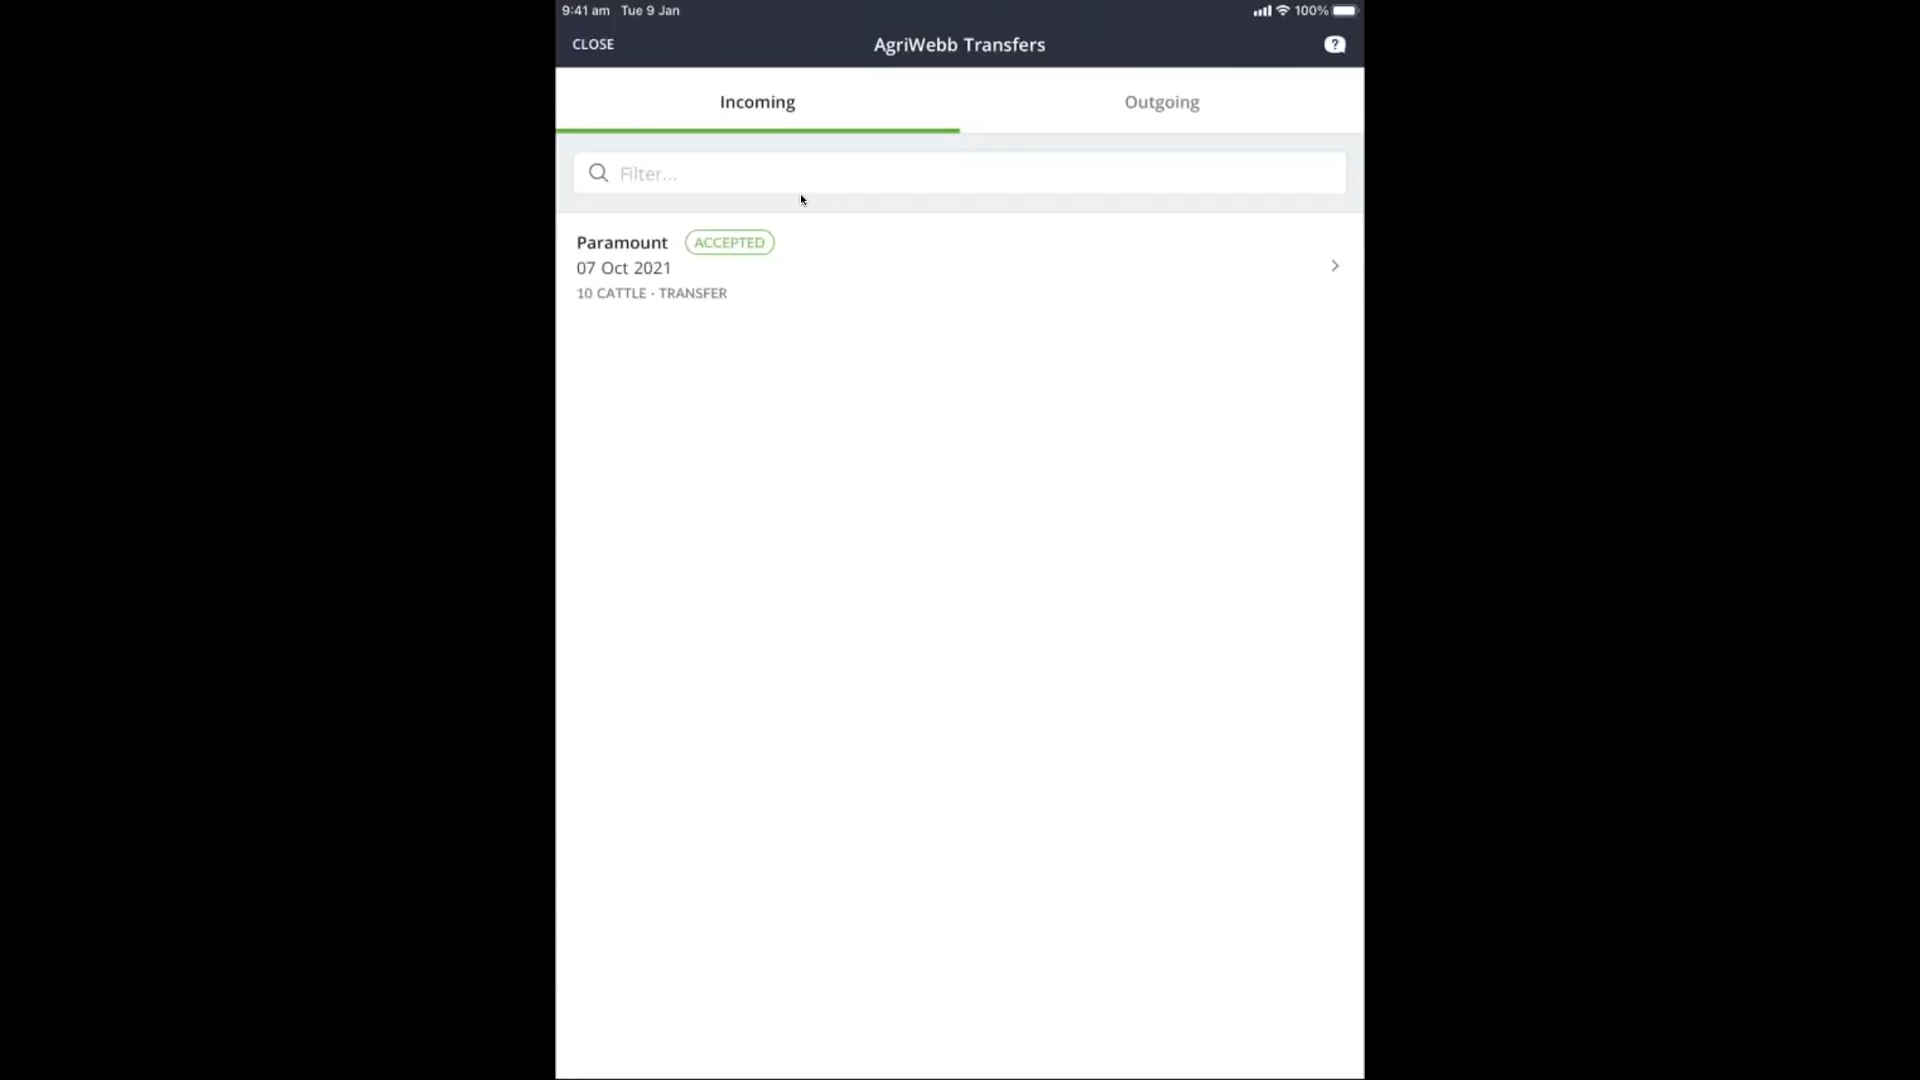 9:41 am Tue 9 Jan 100%
CLOSE AgriWebb Transfers ?
Incoming Outgoing
Filter...
Paramount ACCEPTED
07 Oct 2021
10 CATTLE · TRANSFER